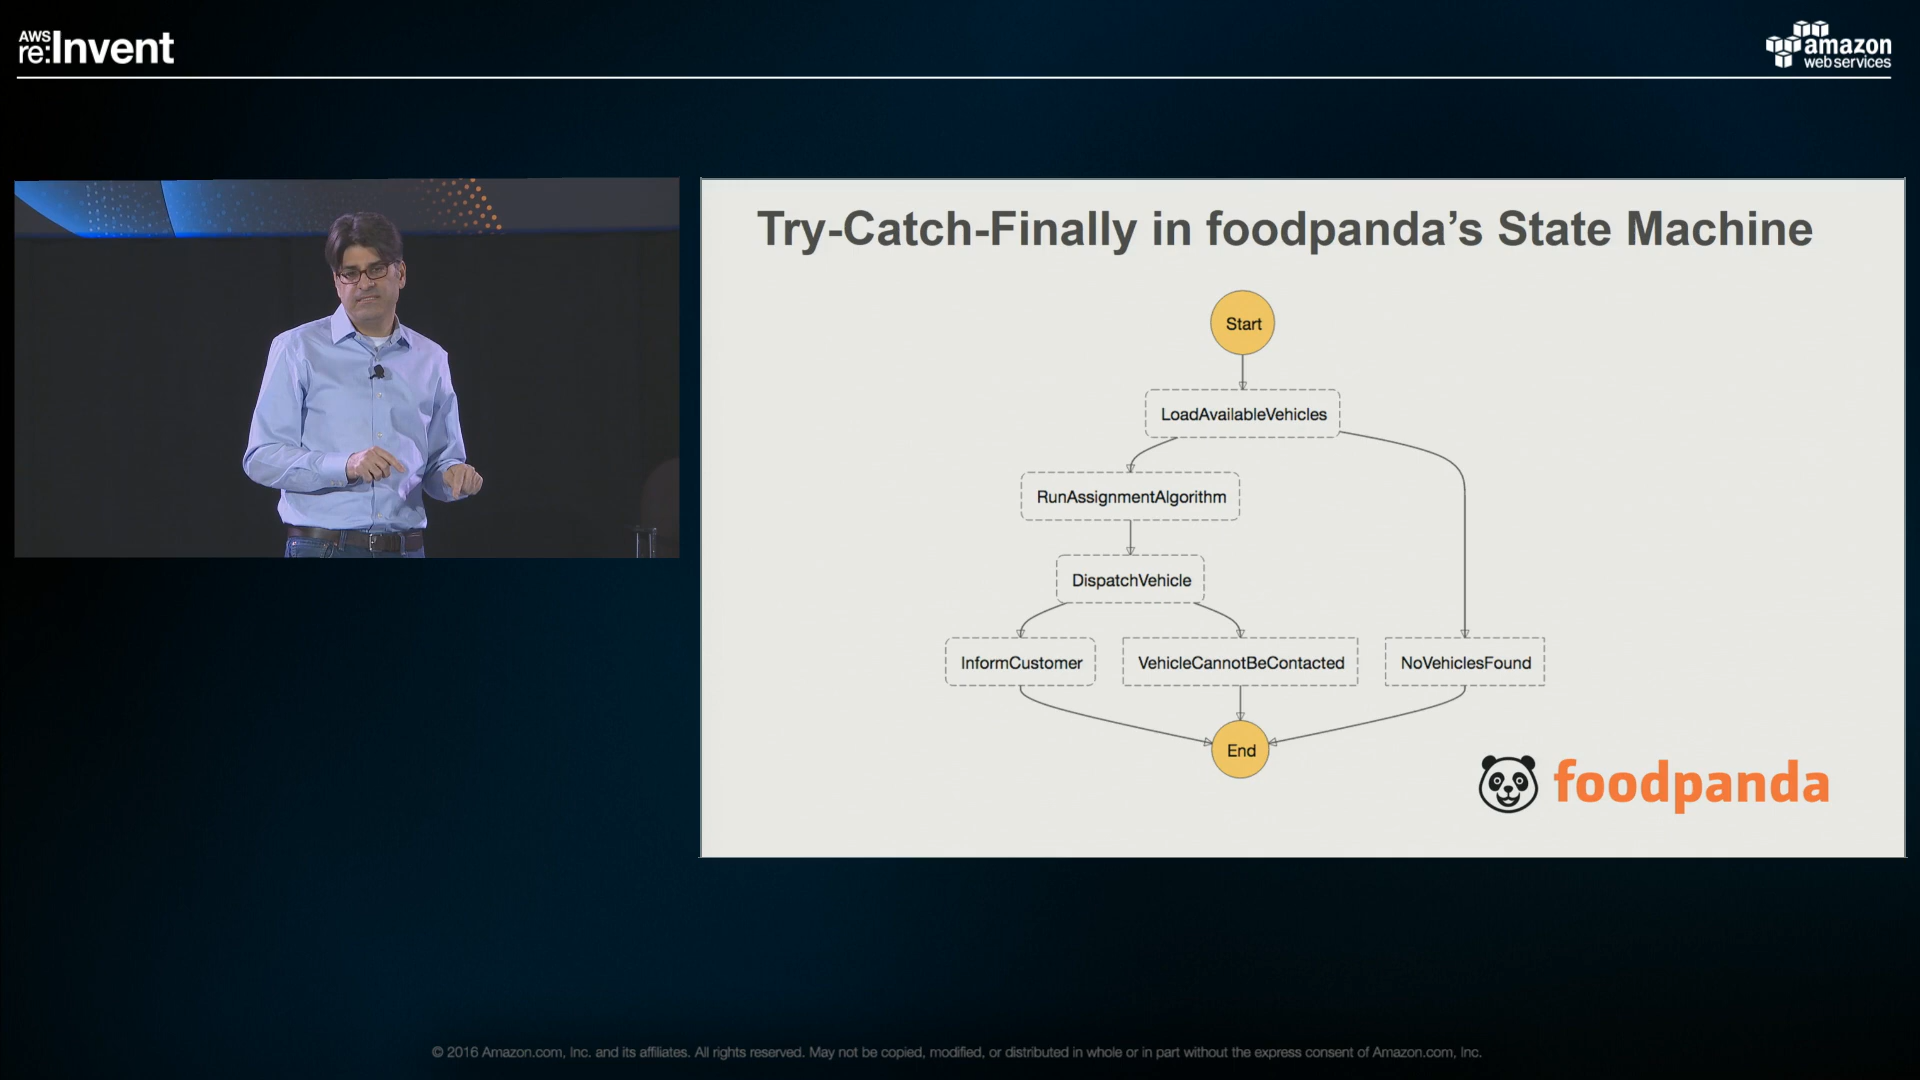 AWS
re:Invent
amazon
web services
Try-Catch-Finally in foodpanda’s State Machine
Start
LoadAvailableVehicles
RunAssignmentAlgorithm
DispatchVehicle
InformCustomer
VehicleCannotBeContacted
NoVehiclesFound
End
foodpanda
© 2016 Amazon.com, Inc. and its affiliates. All rights reserved. May not be copied, modified, or distributed in whole or in part without the express consent of Amazon.com, Inc.